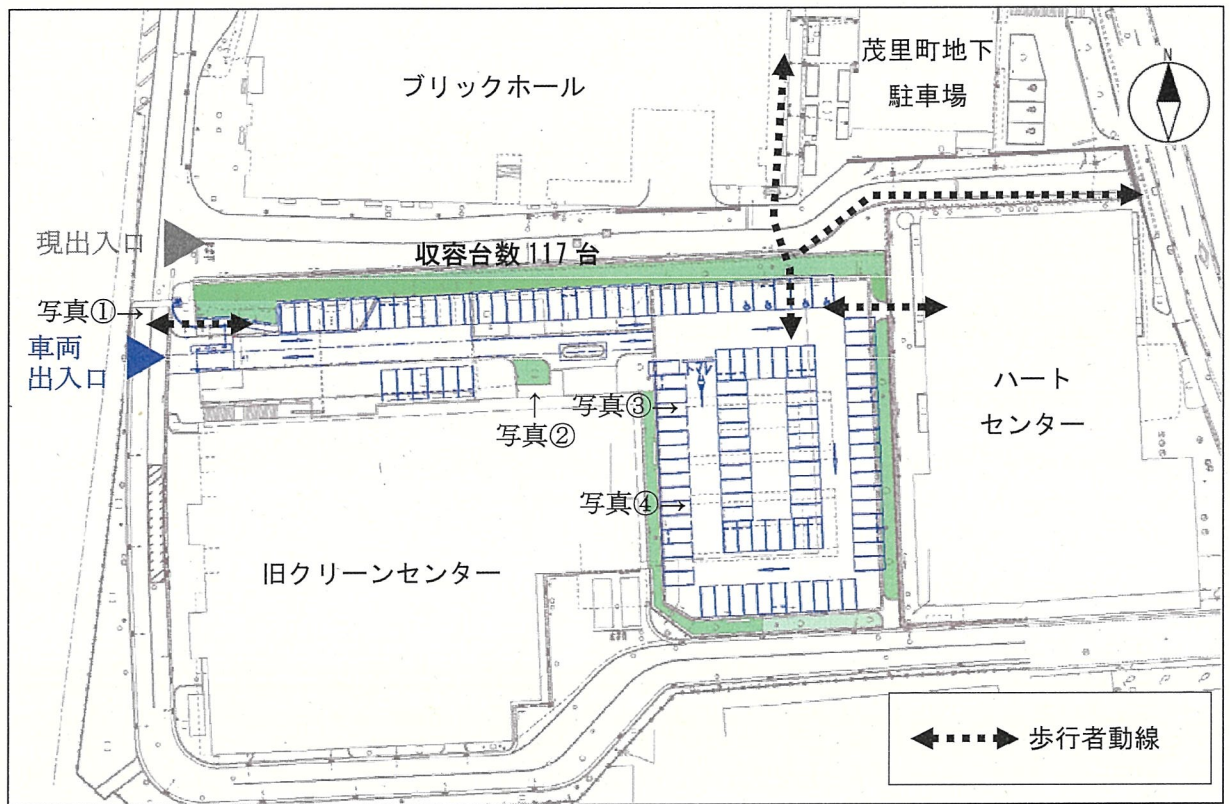 ブリックホール
茂里町地下
駐車場
N
現出入口
収容台数 117 台
写真①→
車両
出入口
写真③→
↑
写真②
写真④→
ハート
センター
旧クリーンセンター
歩行者動線